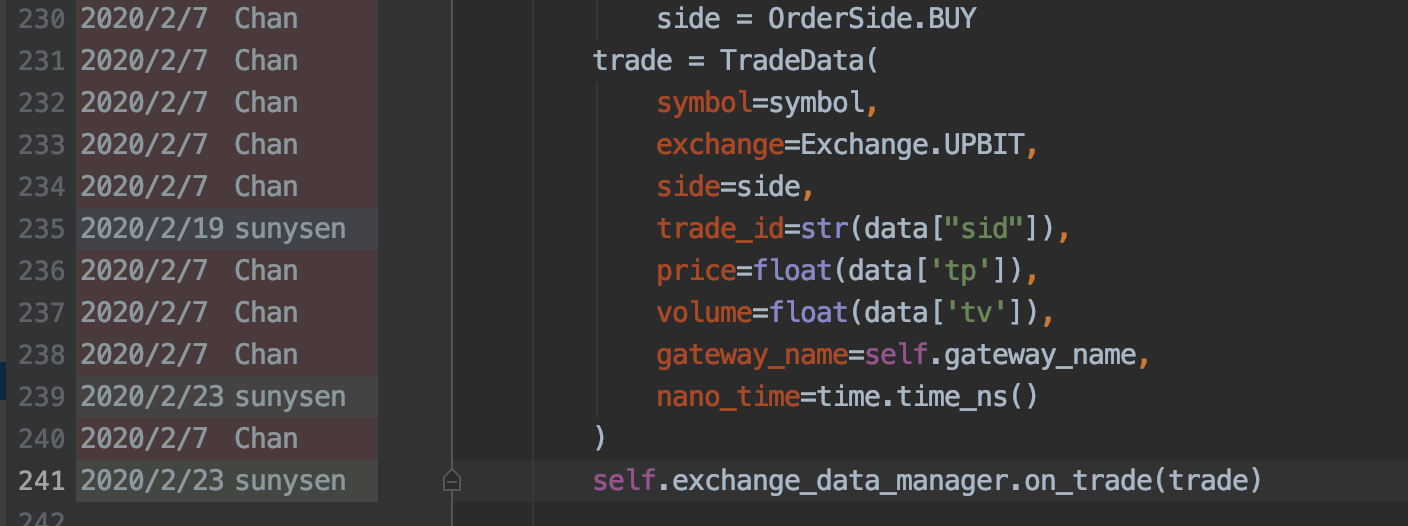 230 2020/2/7 Chan side = OrderSide.BUY
231 2020/2/7 Chan trade = TradeData(
232 2020/2/7 Chan symbol=symbol,
233 2020/2/7 Chan exchange=Exchange.UPBIT,
234 2020/2/7 Chan side=side,
235 2020/2/19 sunysen trade_id=str(data["sid"]),
236 2020/2/7 Chan price=float(data['tp']),
237 2020/2/7 Chan volume=float(data['tv']),
238 2020/2/7 Chan gateway_name=self.gateway_name,
239 2020/2/23 sunysen nano_time=time.time_ns()
240 2020/2/7 Chan )
241 2020/2/23 sunysen self.exchange_data_manager.on_trade(trade)
242